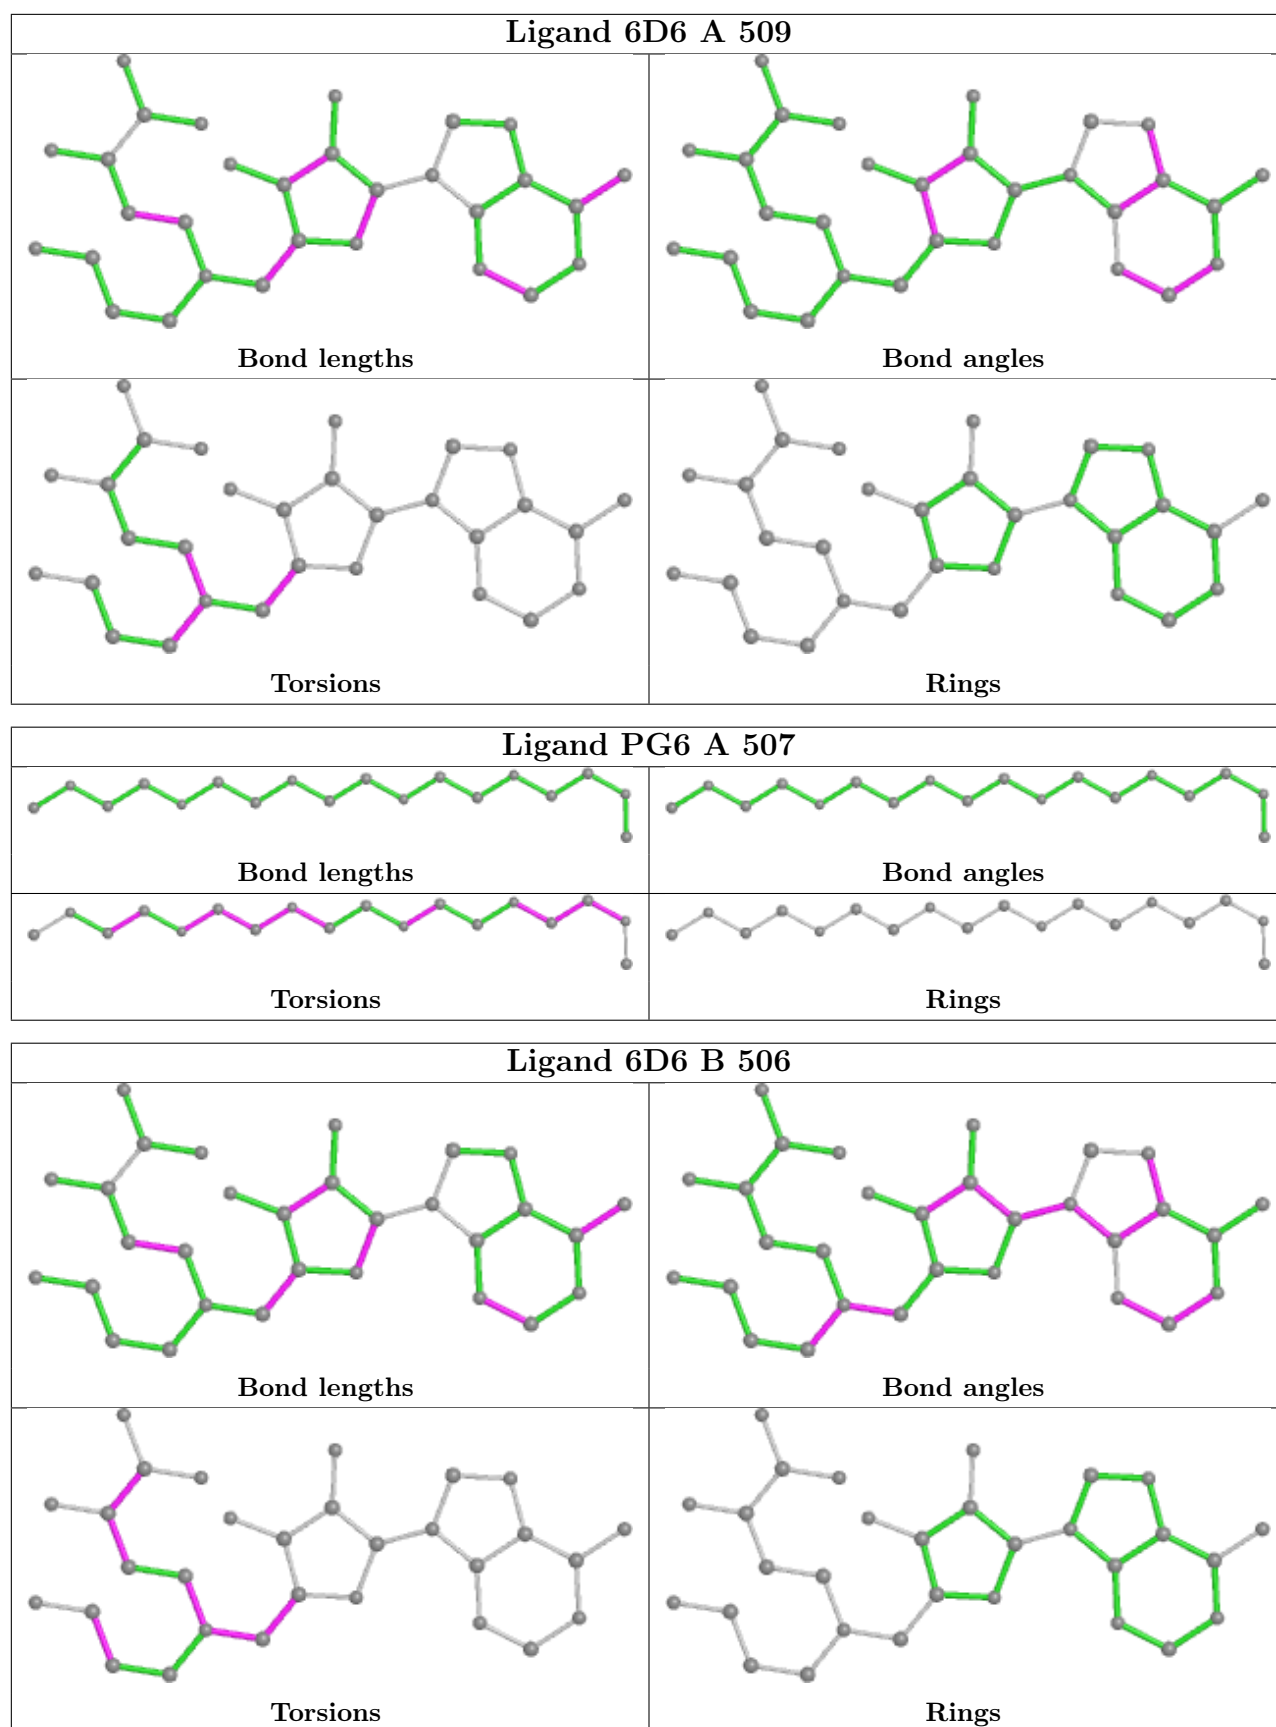 Ligand 6D6 A 509
Bond lengths
Bond angles
Torsions
Rings
Ligand PG6 A 507
Bond lengths
Bond angles
Torsions
Rings
Ligand 6D6 B 506
Bond lengths
Bond angles
Torsions
Rings